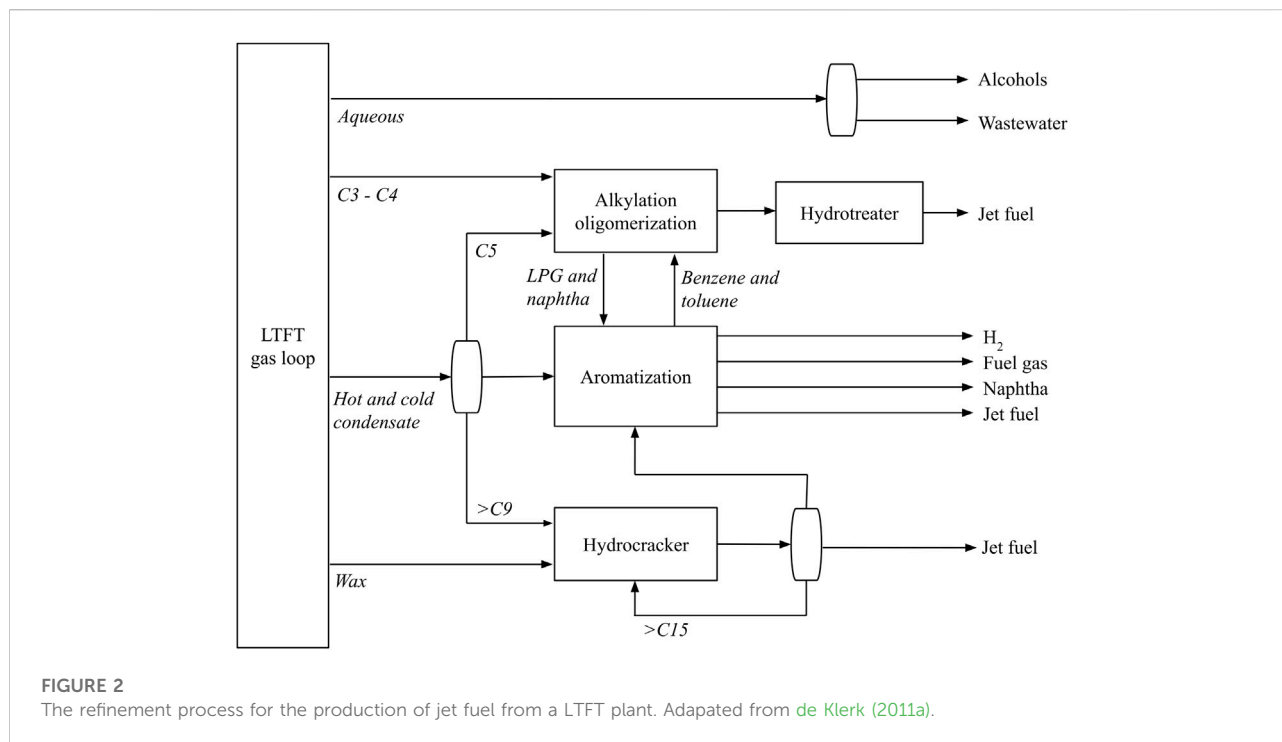 Aqueous
Alcohols
Wastewater
C3 - C4
Alkylation
oligomerization
Hydrotreater
Jet fuel
C5
LPG and
naphtha
Benzene and
toluene
LTFT
gas loop
Hot and cold
condensate
Aromatization
H2
Fuel gas
Naphtha
Jet fuel
>C9
Wax
Hydrocracker
Jet fuel
>C15
FIGURE 2
The refinement process for the production of jet fuel from a LTFT plant. Adapated from de Klerk (2011a).